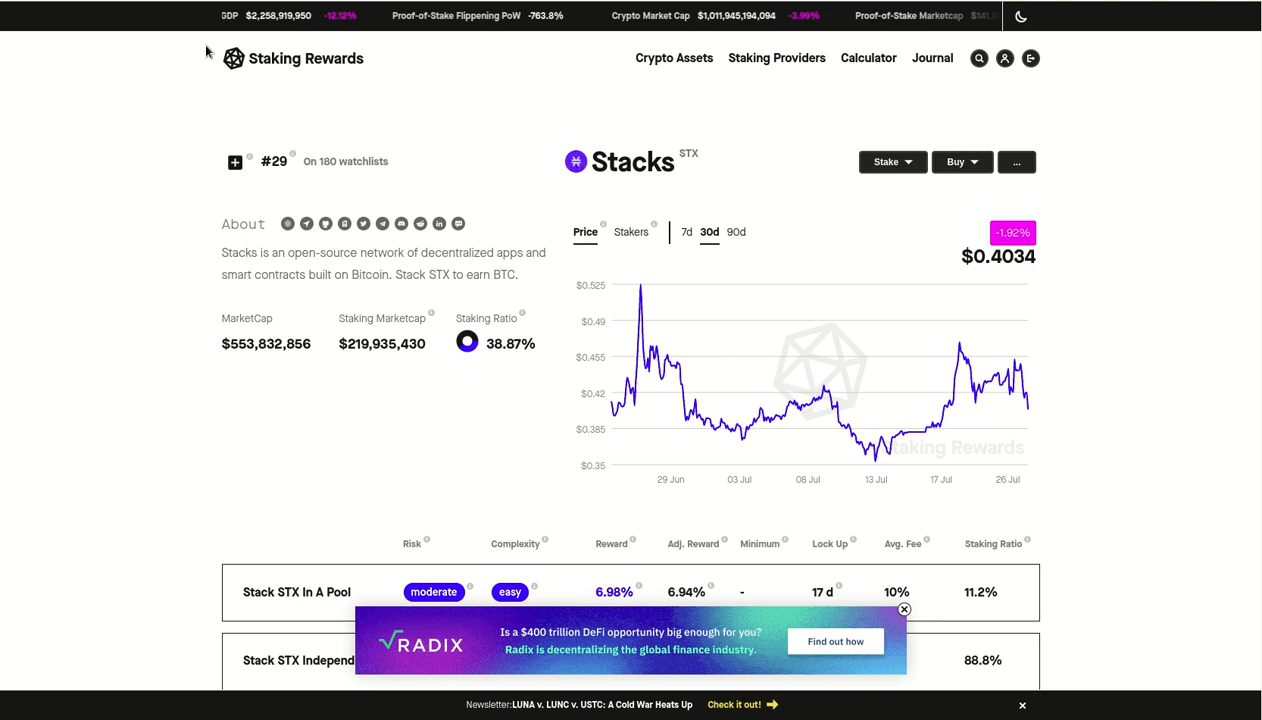 GDP $2,258,919,950 -12.12% Proof-of-Stake Flippening PoW -763.8% Crypto Market Cap $1,011,945,194,094 -3.99% Proof-of-Stake Marketcap
Staking Rewards Crypto Assets Staking Providers Calculator Journal
#29 On 180 watchlists Stacks STX Stake Buy ...
About
Stacks is an open-source network of decentralized apps and
smart contracts built on Bitcoin. Stack STX to earn BTC.
MarketCap Staking Marketcap Staking Ratio
$553,832,856 $219,935,430 38.87%
Price Stakers 7d 30d 90d -1.92%
$0.4034
$0.525
$0.49
$0.455
$0.42
$0.385
Staking Rewards
$0.35
29 Jun 03 Jul 08 Jul 13 Jul 17 Jul 26 Jul
Risk Complexity Reward Adj. Reward Minimum Lock Up Avg. Fee Staking Ratio
Stack STX In A Pool moderate easy 6.98% 6.94% - 17 d 10% 11.2%
Stack STX Independ 88.8%
RADIX
Is a $400 trillion DeFi opportunity big enough for you?
Radix is decentralizing the global finance industry.
Find out how
Newsletter:LUNA v. LUNC v. USTC: A Cold War Heats Up Check it out!